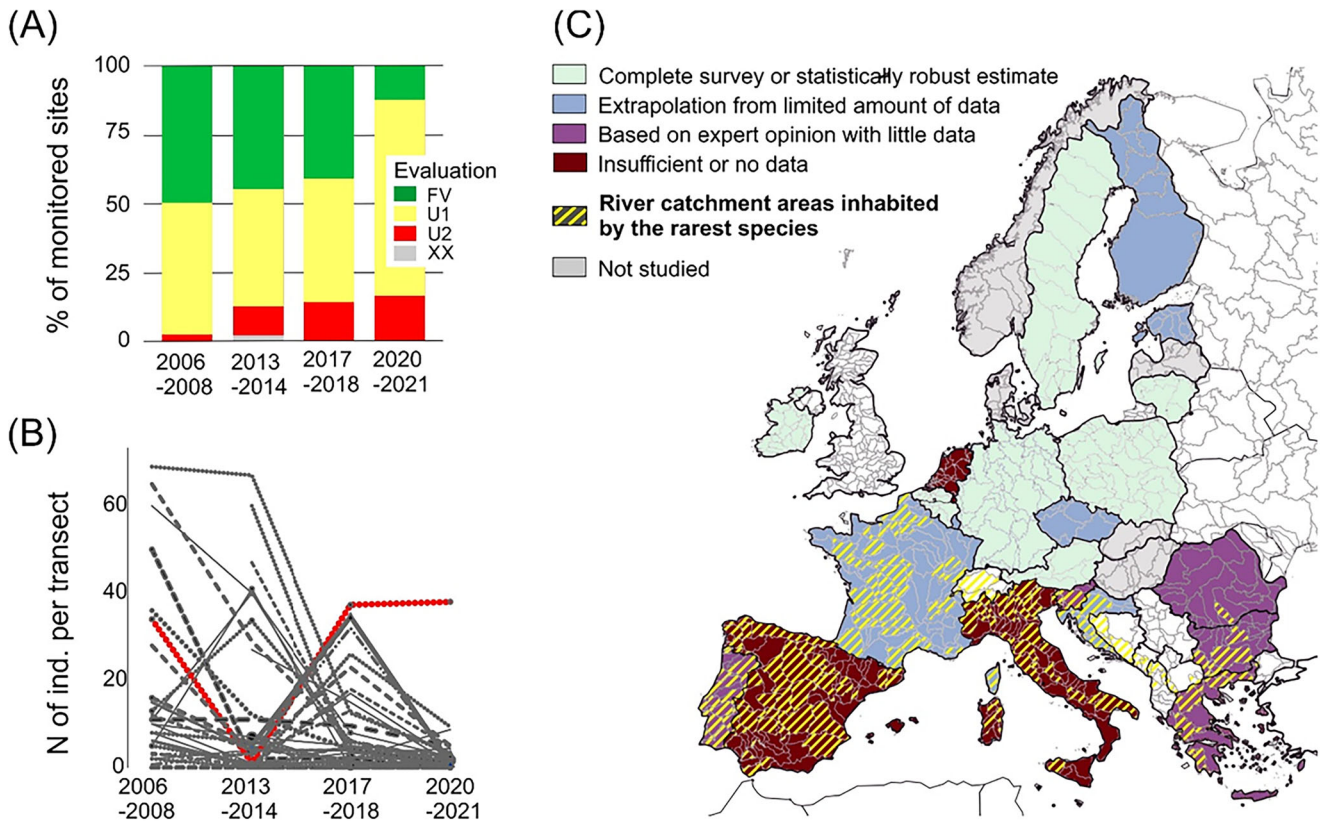 (A)
% of monitored sites
100
75
50
25
0
Evaluation
FV
U1
U2
XX
2006 2013 2017 2020
-2008 -2014 -2018 -2021
(B)
N of ind. per transect
60
40
20
0
2006 2013 2017 2020
-2008 -2014 -2018 -2021
(C)
Complete survey or statistically robust estimate
Extrapolation from limited amount of data
Based on expert opinion with little data
Insufficient or no data
River catchment areas inhabited
by the rarest species
Not studied